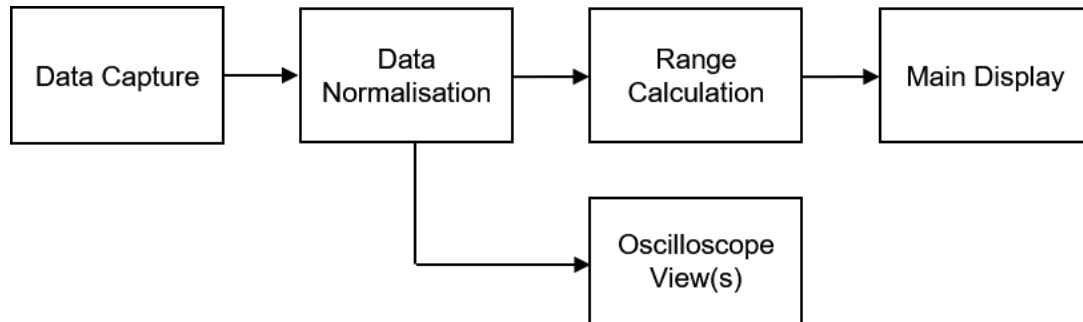 Data Capture
Data
Normalisation
Range
Calculation
Main Display
Oscilloscope
View(s)